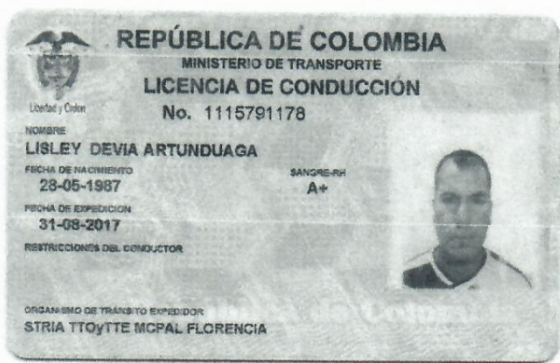 REPÚBLICA DE COLOMBIA
MINISTERIO DE TRANSPORTE
LICENCIA DE CONDUCCIÓN
Libertad y Orden
No. 1115791178
NOMBRE
LISLEY DEVIA ARTUNDUAGA
FECHA DE NACIMIENTO
SANGRE-RH
28-05-1987
A+
FECHA DE EXPEDICION
31-08-2017
RESTRICCIONES DEL CONDUCTOR
ORGANISMO DE TRANSITO EXPEDIDOR
STRIA TTOyTTE MCPAL FLORENCIA